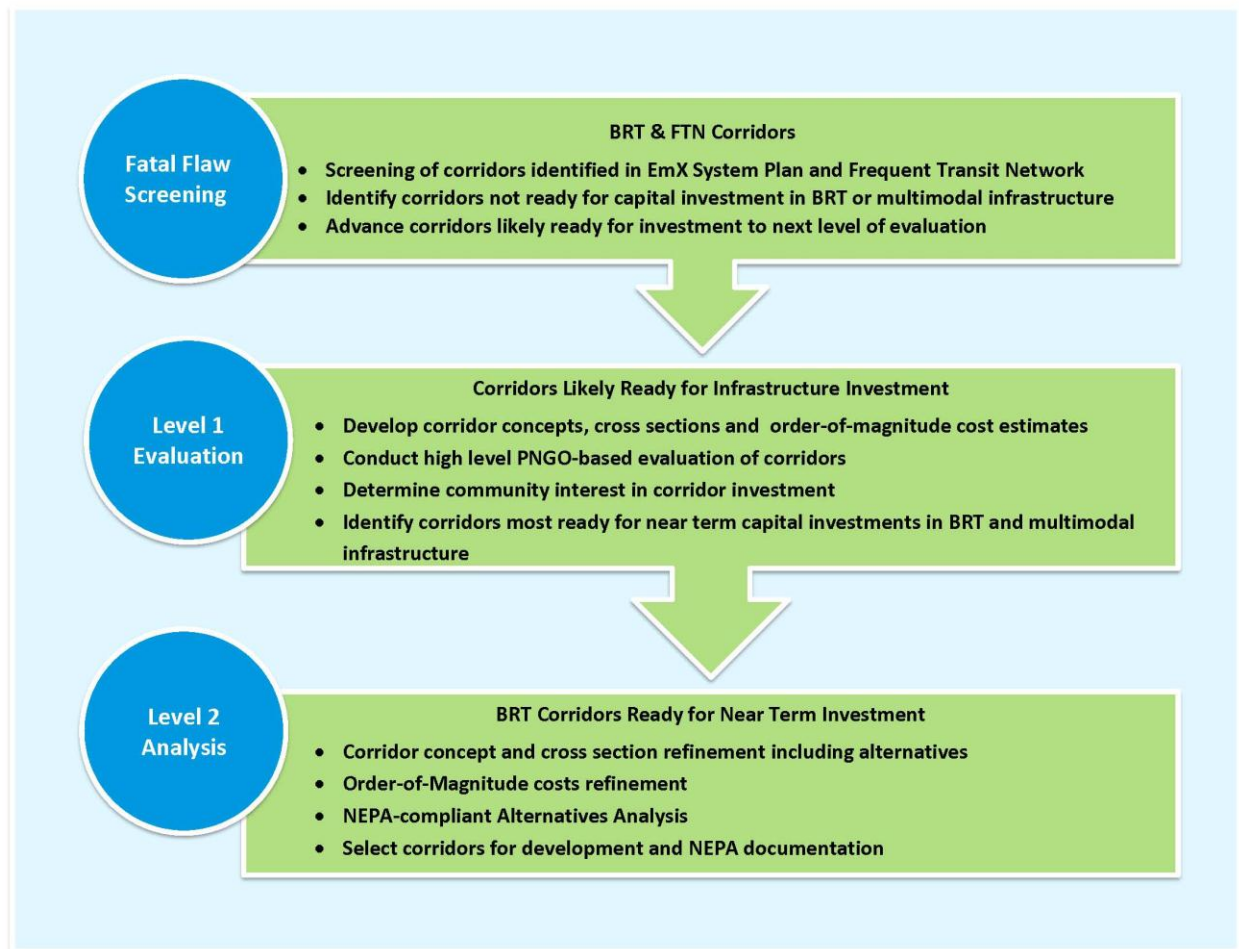 Fatal Flaw
Screening
BRT & FTN Corridors
• Screening of corridors identified in EmX System Plan and Frequent Transit Network
• Identify corridors not ready for capital investment in BRT or multimodal infrastructure
• Advance corridors likely ready for investment to next level of evaluation
Level 1
Evaluation
Corridors Likely Ready for Infrastructure Investment
• Develop corridor concepts, cross sections and order-of-magnitude cost estimates
• Conduct high level PNGO-based evaluation of corridors
• Determine community interest in corridor investment
• Identify corridors most ready for near term capital investments in BRT and multimodal
infrastructure
Level 2
Analysis
BRT Corridors Ready for Near Term Investment
• Corridor concept and cross section refinement including alternatives
• Order-of-Magnitude costs refinement
• NEPA-compliant Alternatives Analysis
• Select corridors for development and NEPA documentation